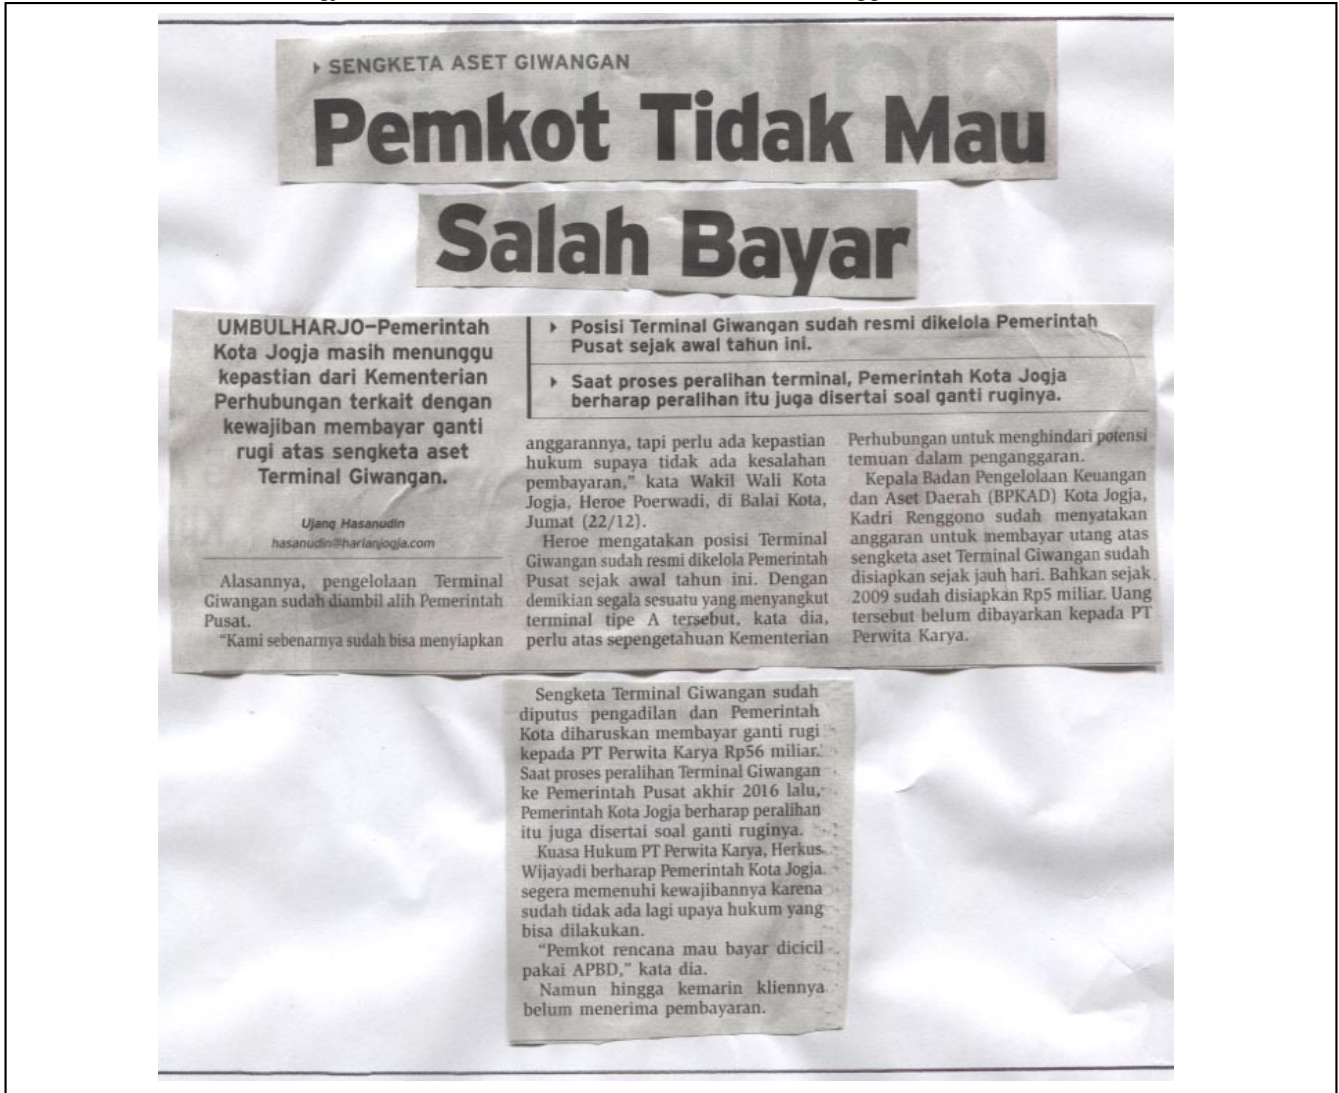 ▸ SENGKETA ASET GIWANGAN
Pemkot Tidak Mau
Salah Bayar
UMBULHARJO–Pemerintah
Kota Jogja masih menunggu
kepastian dari Kementerian
Perhubungan terkait dengan
kewajiban membayar ganti
rugi atas sengketa aset
Terminal Giwangan.
Ujang Hasanudin
hasanudin@harianjogja.com
Alasannya, pengelolaan Terminal
Giwangan sudah diambil alih Pemerintah
Pusat.
“Kami sebenarnya sudah bisa menyiapkan
▸ Posisi Terminal Giwangan sudah resmi dikelola Pemerintah
Pusat sejak awal tahun ini.
▸ Saat proses peralihan terminal, Pemerintah Kota Jogja
berharap peralihan itu juga disertai soal ganti ruginya.
anggarannya, tapi perlu ada kepastian
hukum supaya tidak ada kesalahan
pembayaran,” kata Wakil Wali Kota
Jogja, Heroe Poerwadi, di Balai Kota,
Jumat (22/12).
Heroe mengatakan posisi Terminal
Giwangan sudah resmi dikelola Pemerintah
Pusat sejak awal tahun ini. Dengan
demikian segala sesuatu yang menyangkut
terminal tipe A tersebut, kata dia,
perlu atas sepengetahuan Kementerian
Perhubungan untuk menghindari potensi
temuan dalam penganggaran.
Kepala Badan Pengelolaan Keuangan
dan Aset Daerah (BPKAD) Kota Jogja,
Kadri Renggono sudah menyatakan
anggaran untuk membayar utang atas
sengketa aset Terminal Giwangan sudah
disiapkan sejak jauh hari. Bahkan sejak
2009 sudah disiapkan Rp5 miliar. Uang
tersebut belum dibayarkan kepada PT
Perwita Karya.
Sengketa Terminal Giwangan sudah
diputus pengadilan dan Pemerintah
Kota diharuskan membayar ganti rugi
kepada PT Perwita Karya Rp56 miliar.
Saat proses peralihan Terminal Giwangan
ke Pemerintah Pusat akhir 2016 lalu,
Pemerintah Kota Jogja berharap peralihan
itu juga disertai soal ganti ruginya.
Kuasa Hukum PT Perwita Karya, Herkus
Wijayadi berharap Pemerintah Kota Jogja
segera memenuhi kewajibannya karena
sudah tidak ada lagi upaya hukum yang
bisa dilakukan.
“Pemkot rencana mau bayar dicicil
pakai APBD,” kata dia.
Namun hingga kemarin kliennya
belum menerima pembayaran.